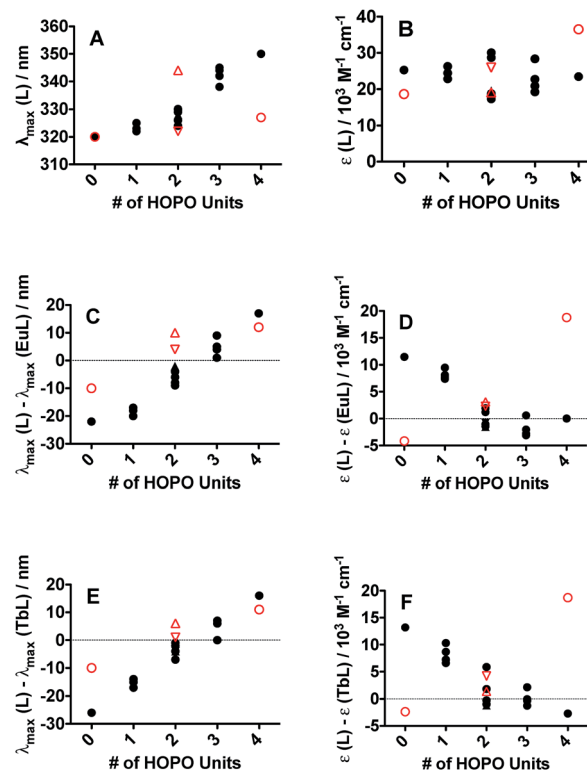 A
λmax (L) / nm
360
350
340
330
320
310
0 1 2 3 4
# of HOPO Units
B
ε (L) / 10³ M⁻¹ cm⁻¹
40
30
20
10
0
0 1 2 3 4
# of HOPO Units
C
λmax (L) - λmax (EuL) / nm
20
10
0
-10
-20
-30
0 1 2 3 4
# of HOPO Units
D
ε (L) - ε (EuL) / 10³ M⁻¹ cm⁻¹
20
15
10
5
0
-5
0 1 2 3 4
# of HOPO Units
E
λmax (L) - λmax (TbL) / nm
20
10
0
-10
-20
-30
0 1 2 3 4
# of HOPO Units
F
ε (L) - ε (TbL) / 10³ M⁻¹ cm⁻¹
20
15
10
5
0
-5
0 1 2 3 4
# of HOPO Units